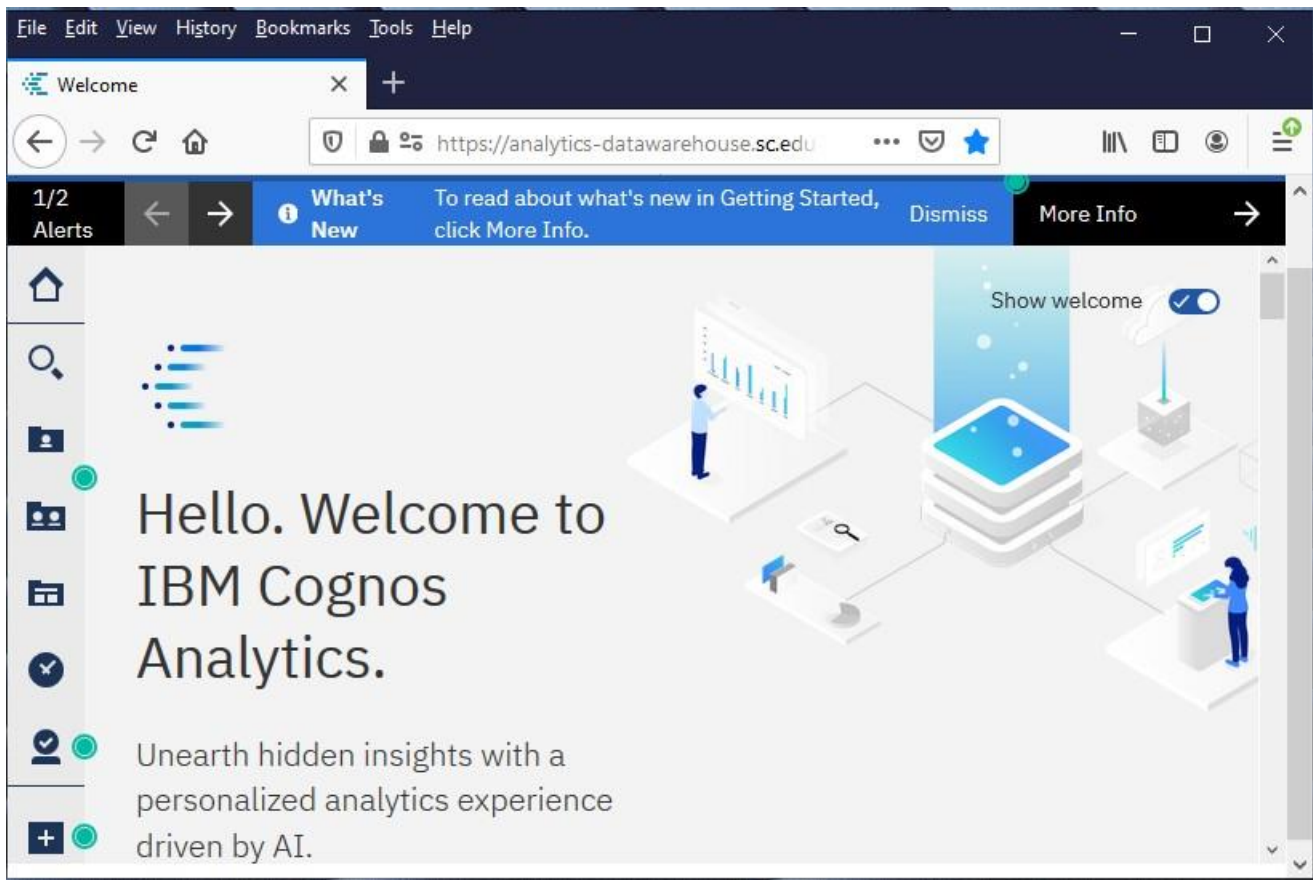 File Edit View History Bookmarks Tools Help
Welcome
https://analytics-datawarehouse.sc.edu
1/2
Alerts
What's
New
To read about what's new in Getting Started,
click More Info.
Dismiss
More Info
Show welcome
Hello. Welcome to
IBM Cognos
Analytics.
Unearth hidden insights with a
personalized analytics experience
driven by AI.